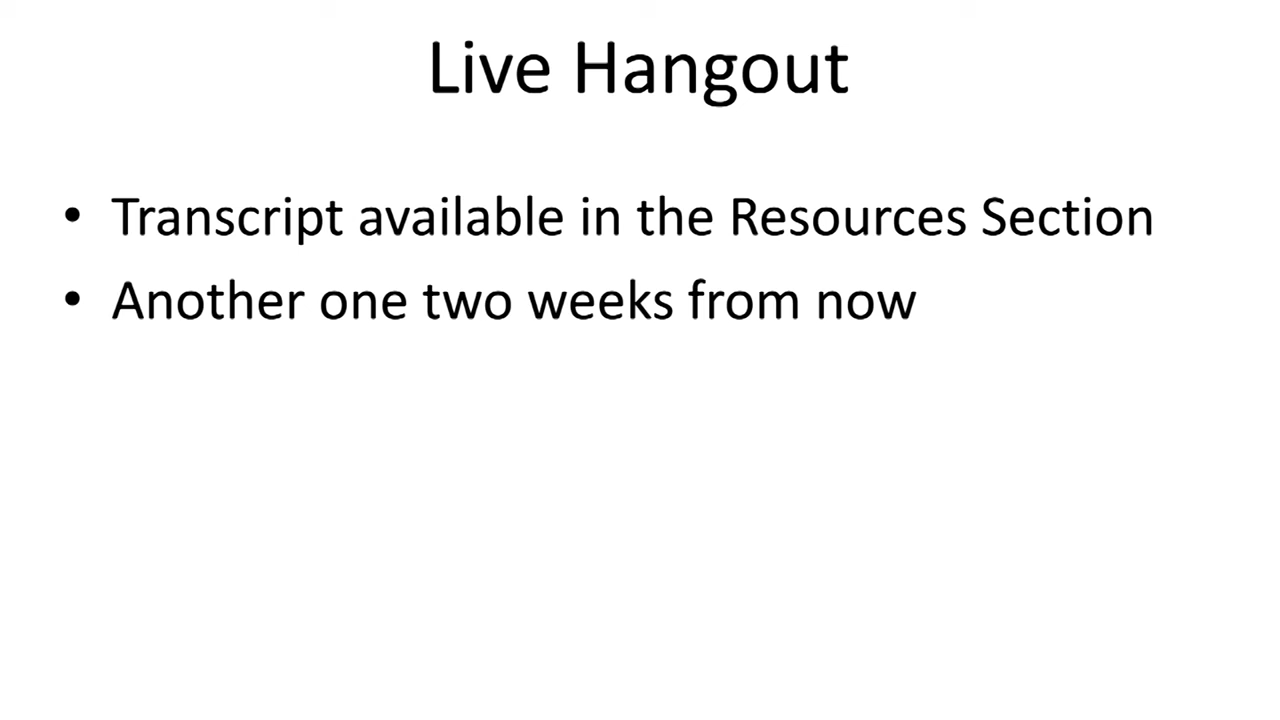 Live Hangout
• Transcript available in the Resources Section
• Another one two weeks from now